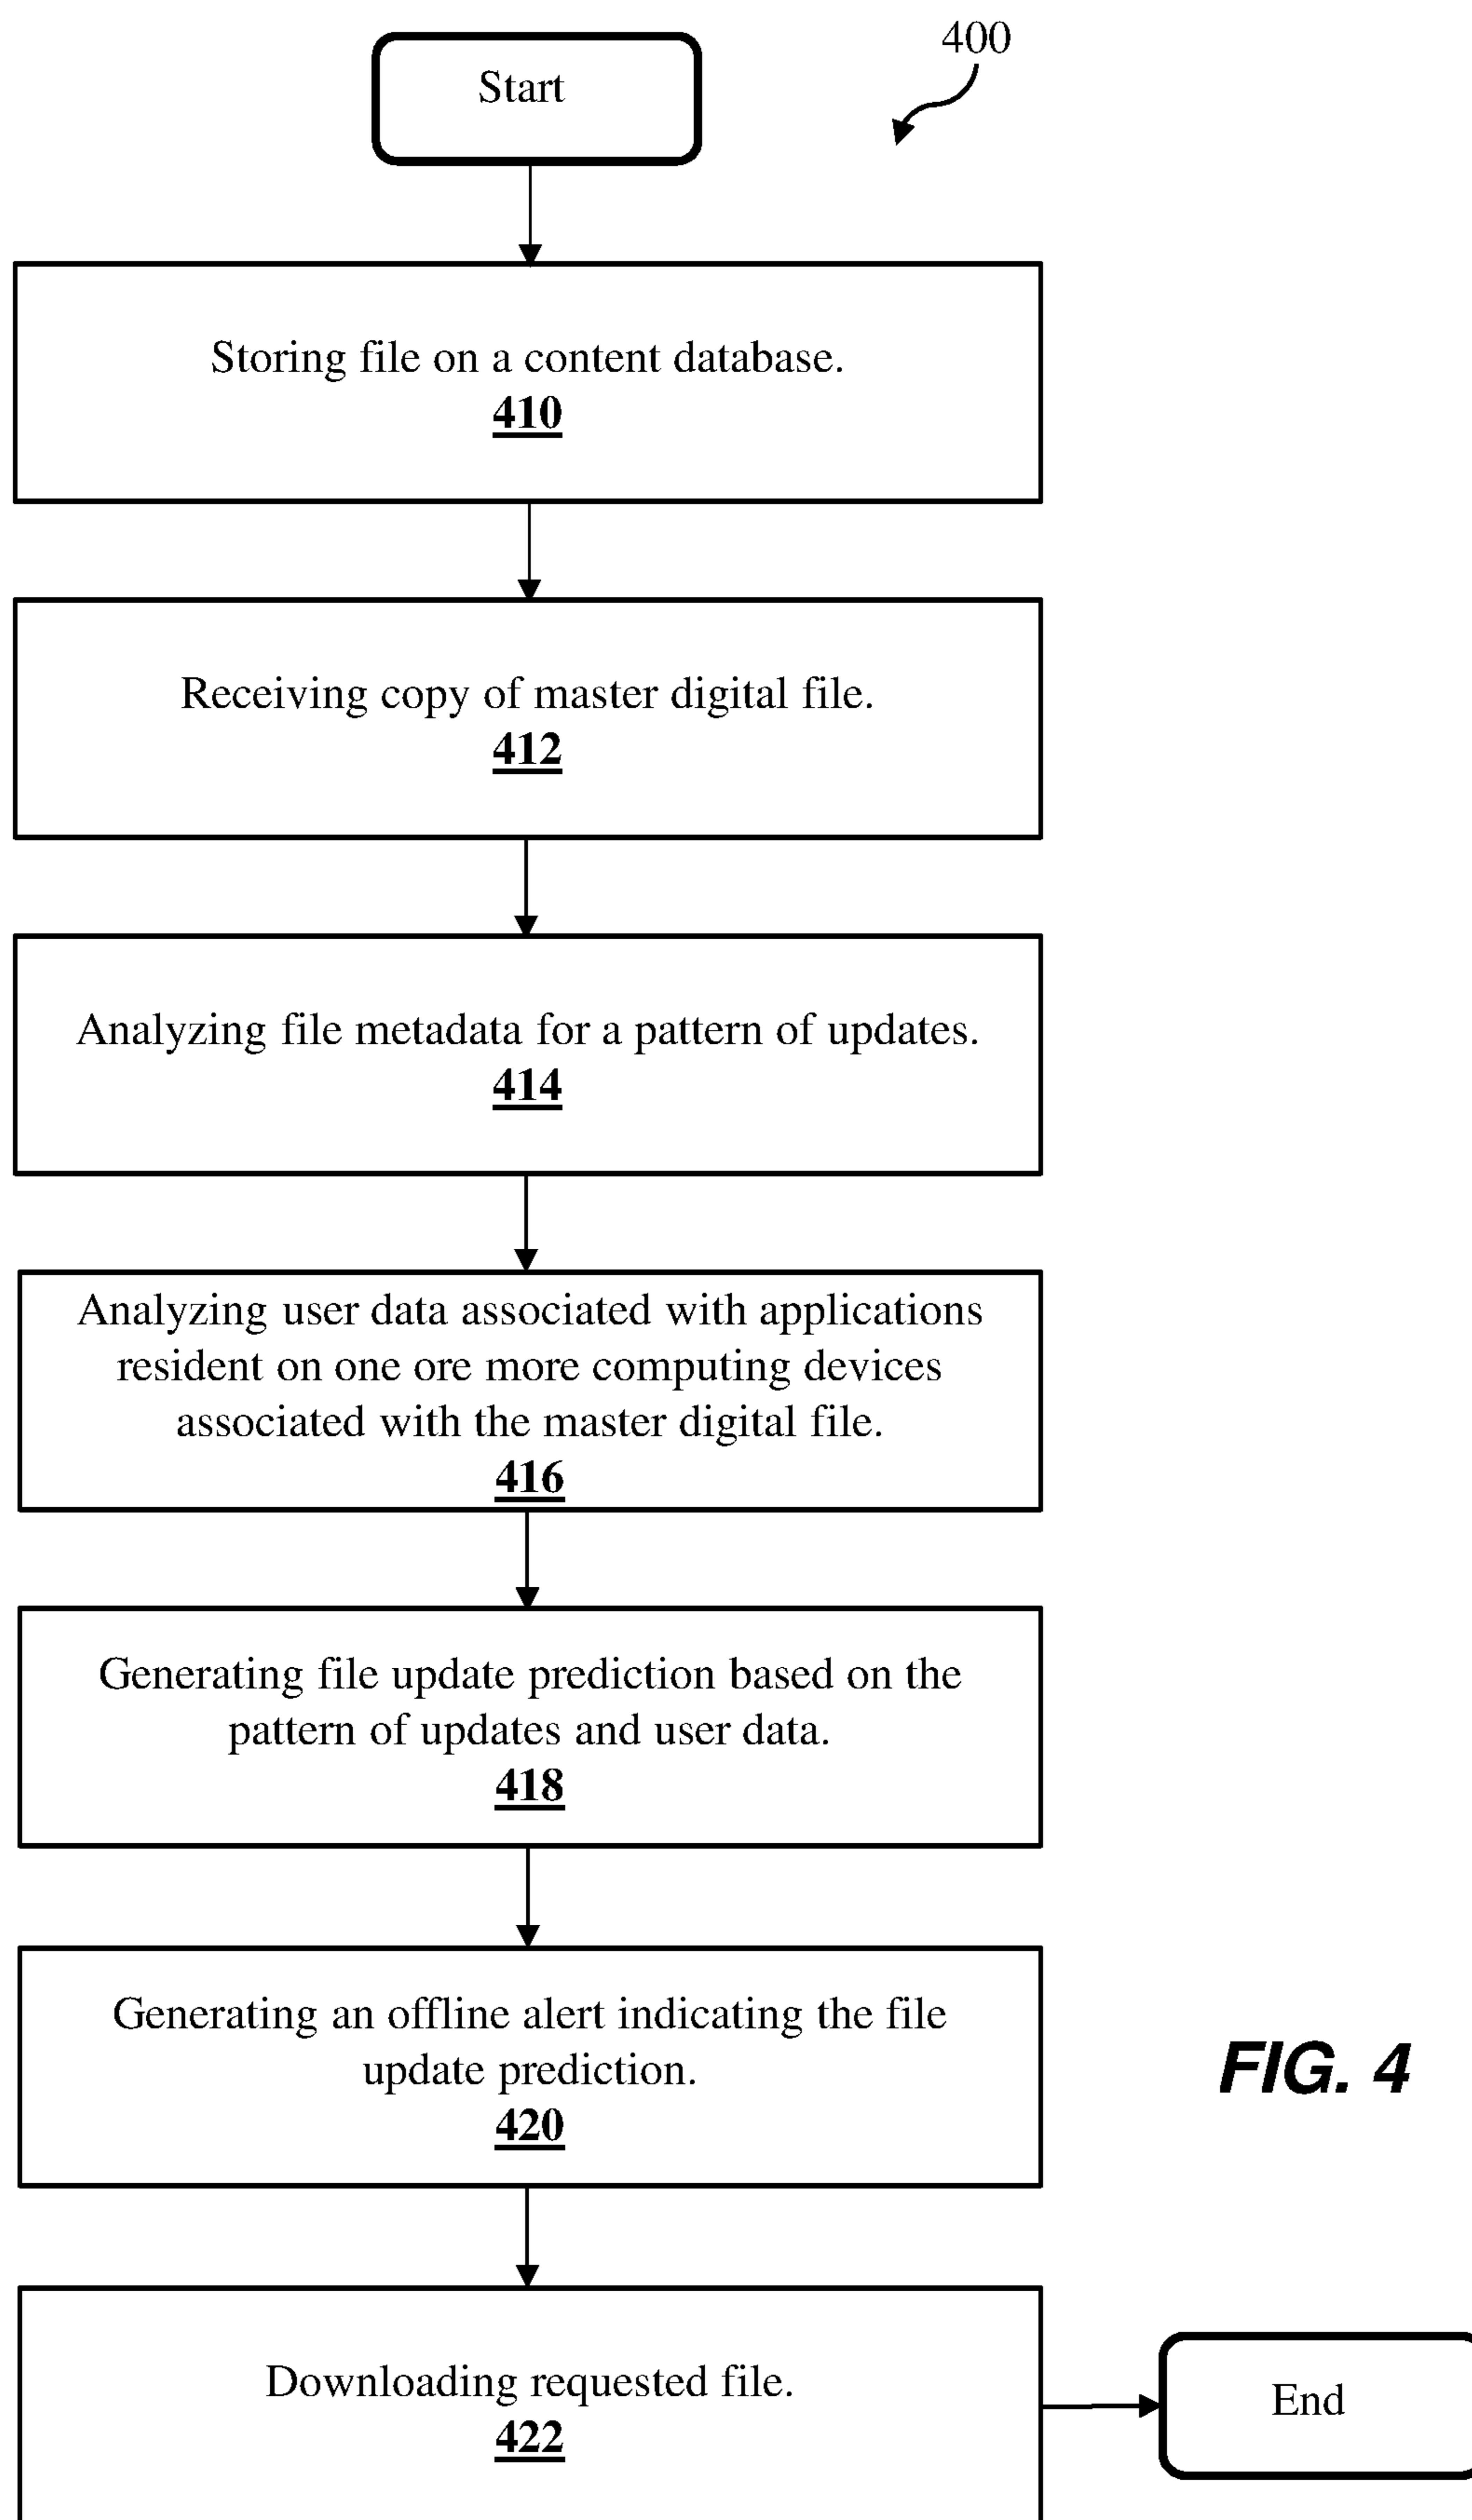 Start
400
Storing file on a content database.
410
Receiving copy of master digital file.
412
Analyzing file metadata for a pattern of updates.
414
Analyzing user data associated with applications
resident on one ore more computing devices
associated with the master digital file.
416
Generating file update prediction based on the
pattern of updates and user data.
418
Generating an offline alert indicating the file
update prediction.
420
FIG. 4
Downloading requested file.
422
End